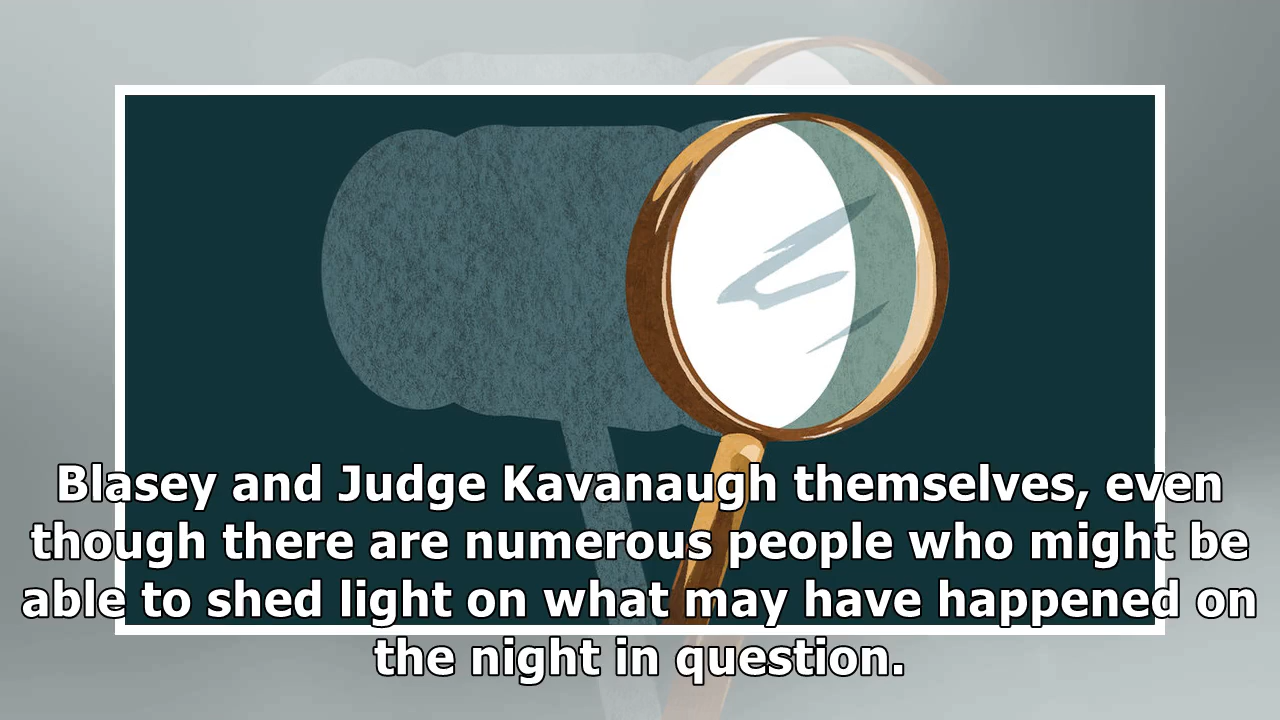 Blasey and Judge Kavanaugh themselves, even
though there are numerous people who might be
able to shed light on what may have happened on
the night in question.